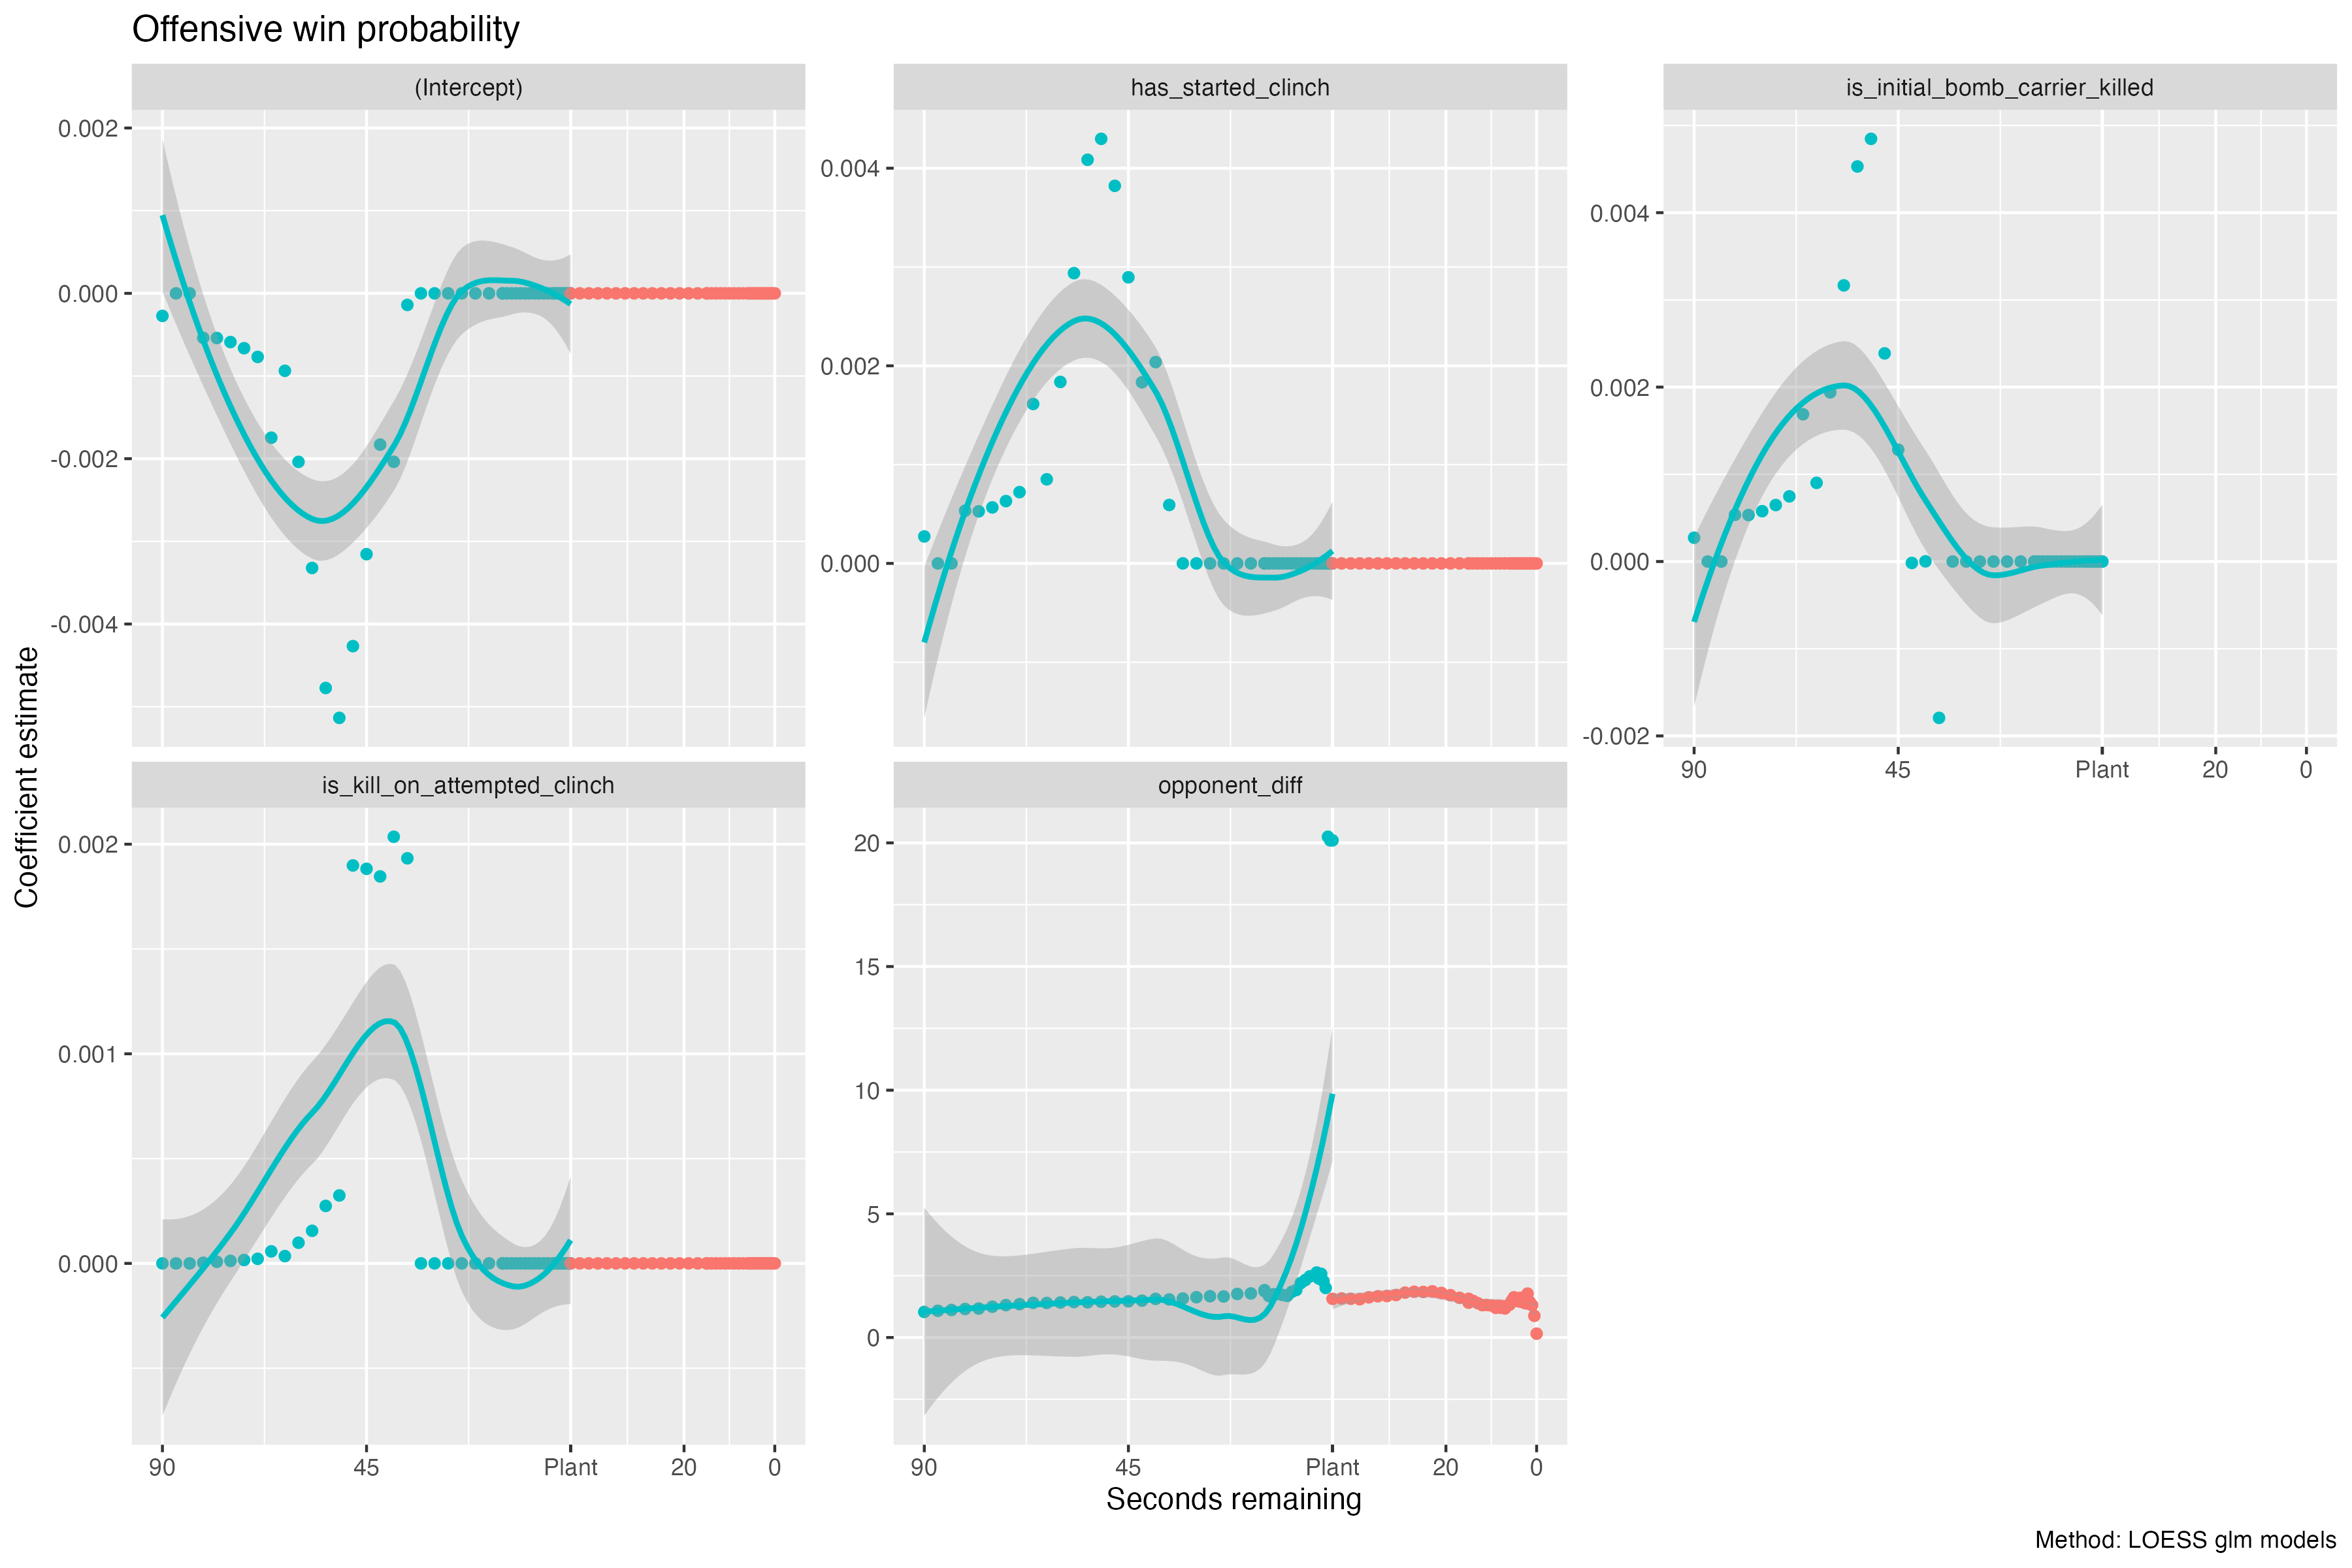 Offensive win probability
(Intercept)
has_started_clinch
is_initial_bomb_carrier_killed
0.002
0.000
-0.002
-0.004
0.004
0.002
0.000
0.004
0.002
0.000
-0.002
90 45 Plant 20 0
is_kill_on_attempted_clinch
opponent_diff
0.002
0.001
0.000
20
15
10
5
0
90 45 Plant 20 0
90 45 Plant 20 0
Coefficient estimate
Seconds remaining
Method: LOESS glm models